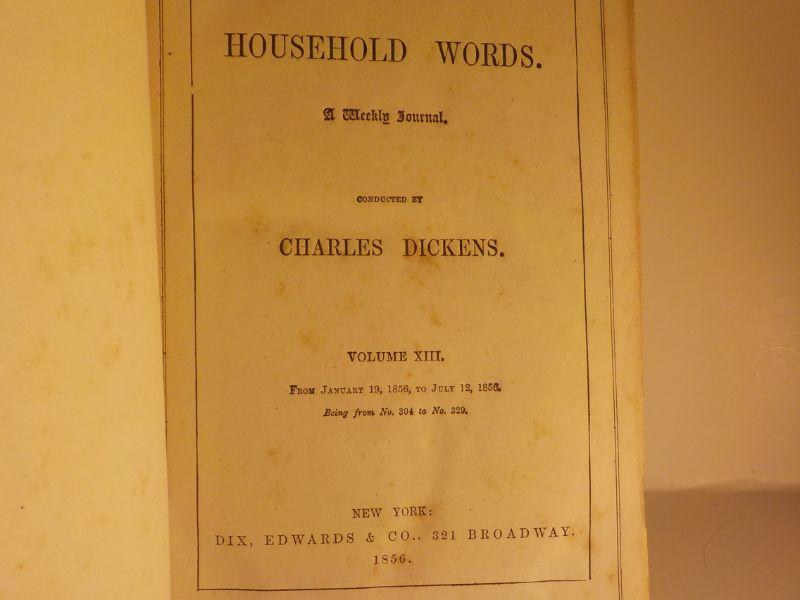 HOUSEHOLD WORDS.
A Weekly Journal.
CONDUCTED BY
CHARLES DICKENS.
VOLUME XIII.
FROM JANUARY 19, 1856, TO JULY 12, 1856.
Being from No. 304 to No. 329.
NEW YORK:
DIX, EDWARDS & CO.. 321 BROADWAY.
1856.